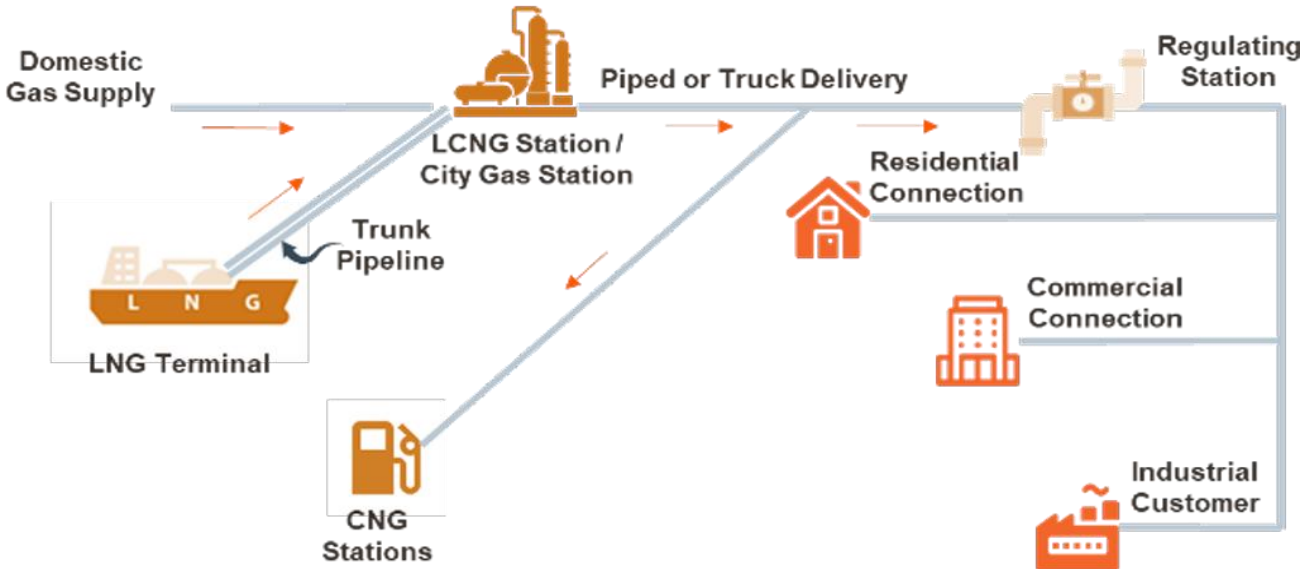 Domestic
Gas Supply
Piped or Truck Delivery
Regulating
Station
LCNG Station /
City Gas Station
Residential
Connection
Trunk
Pipeline
L N G
LNG Terminal
Commercial
Connection
CNG
Stations
Industrial
Customer